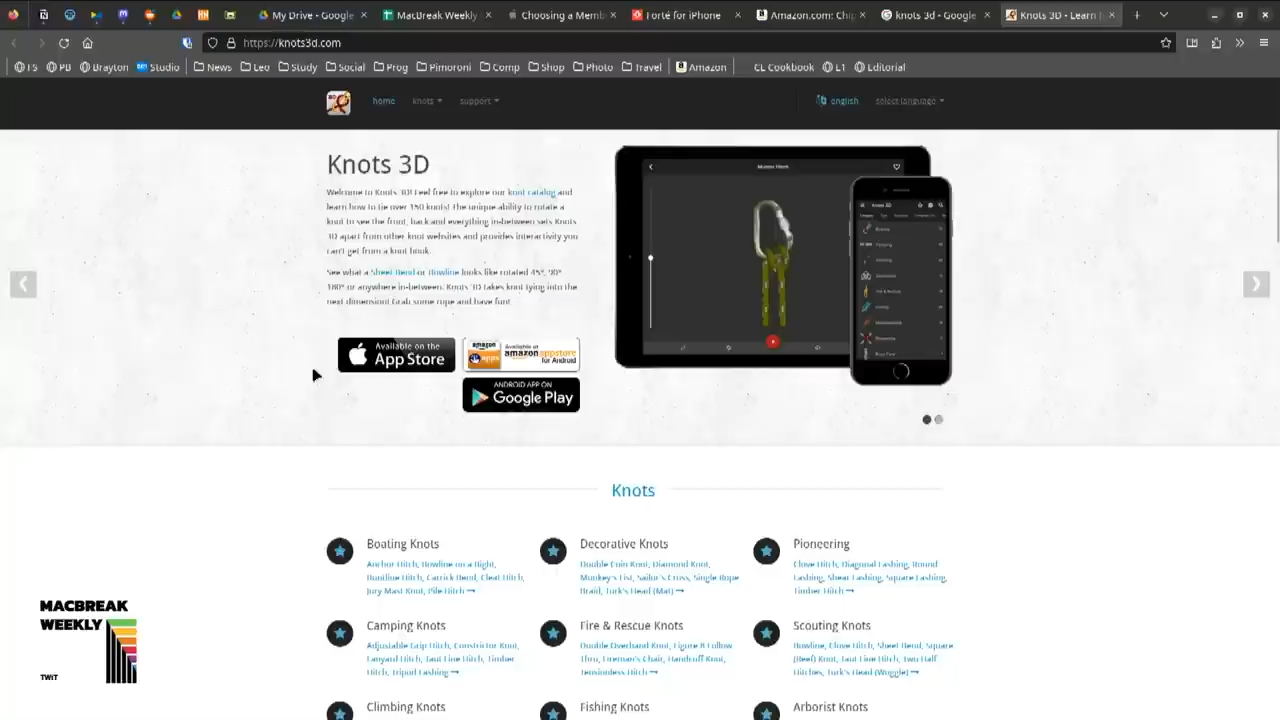 My Drive - Google
MacBreak Weekly
Choosing a Memb
Forté for iPhone
Amazon.com: Chip
knots 3d - Google
Knots 3D - Learn
https://knots3d.com
FS
PB
Brayton
Studio
News
Leo
Study
Social
Prog
Pimoroni
Comp
Shop
Photo
Travel
Amazon
CL Cookbook
L1
Editorial
home
knots
support
english
select language
Knots 3D
Welcome to Knots 3D! Feel free to explore our knot catalog and
learn how to tie over 150 knots! The unique ability to rotate a
knot to see the front, back and everything in-between sets Knots
3D apart from other knot websites and provides interactivity you
can't get from a knot book.
See what a Sheet Bend or Bowline looks like rotated 45°, 90°
180° or anywhere in-between. Knots 3D takes knot tying into the
next dimension! Grab some rope and have fun!
Available on the
App Store
amazon
apps
Available at
amazon appstore
for Android
ANDROID APP ON
Google Play
Munter Hitch
Knots 3D
Knots
Boating Knots
Anchor Hitch, Bowline on a Bight,
Buntline Hitch, Carrick Bend, Cleat Hitch,
Jury Mast Knot, Pile Hitch
Decorative Knots
Double Coin Knot, Diamond Knot,
Monkey's Fist, Sailor's Cross, Single Rope
Braid, Turk's Head (Mat)
Pioneering
Clove Hitch, Diagonal Lashing, Round
Lashing, Shear Lashing, Square Lashing,
Timber Hitch
Camping Knots
Adjustable Grip Hitch, Constrictor Knot,
Lanyard Hitch, Taut Line Hitch, Timber
Hitch, Tripod Lashing
Fire & Rescue Knots
Double Overhand Knot, Figure 8 Follow
Thru, Fireman's Chair, Handcuff Knot,
Tensionless Hitch
Scouting Knots
Bowline, Clove Hitch, Sheet Bend, Square
(Reef) Knot, Taut Line Hitch, Two Half
Hitches, Turk's Head (Woggle)
Climbing Knots
Fishing Knots
Arborist Knots
MACBREAK
WEEKLY
TWiT